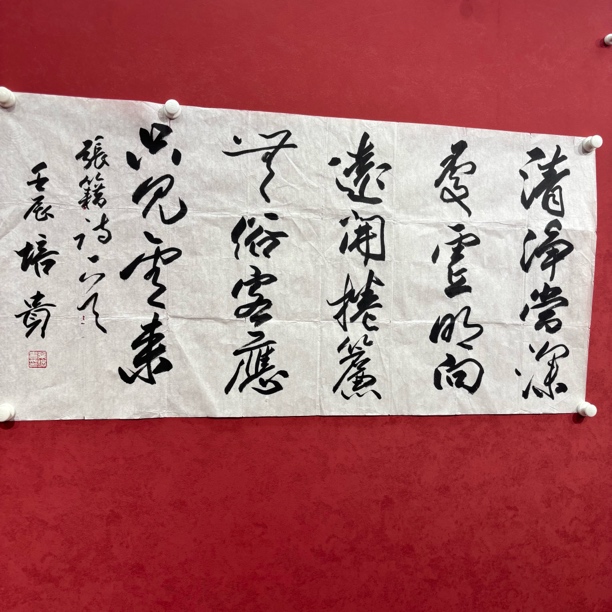 清淨當深
處虛明向
遠開捲簾
無俗客應
只見雲來
張籍詩一首
壬辰培貴